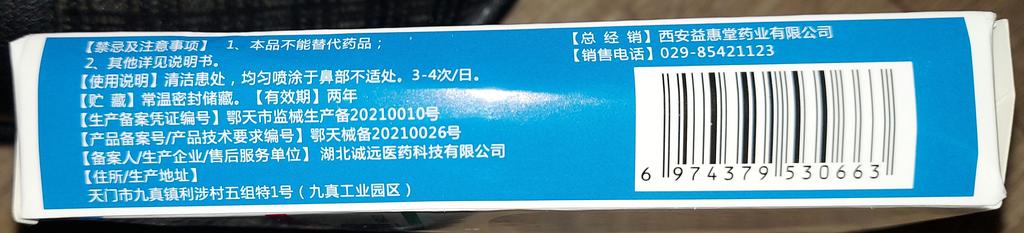 【禁忌及注意事项】 1、本品不能替代药品；
2、其他详见说明书。
【使用说明】清洁患处，均匀喷涂于鼻部不适处。3-4次/日。
【贮 藏】常温密封储藏。【有效期】两年
【生产备案凭证编号】鄂天市监械生产备20210010号
【产品备案号/产品技术要求编号】鄂天械备20210026号
【备案人/生产企业/售后服务单位】湖北诚远医药科技有限公司
【住所/生产地址】
天门市九真镇利涉村五组特1号（九真工业园区）
【总 经 销】西安益惠堂药业有限公司
【销售电话】029-85421123
6 974379 530663